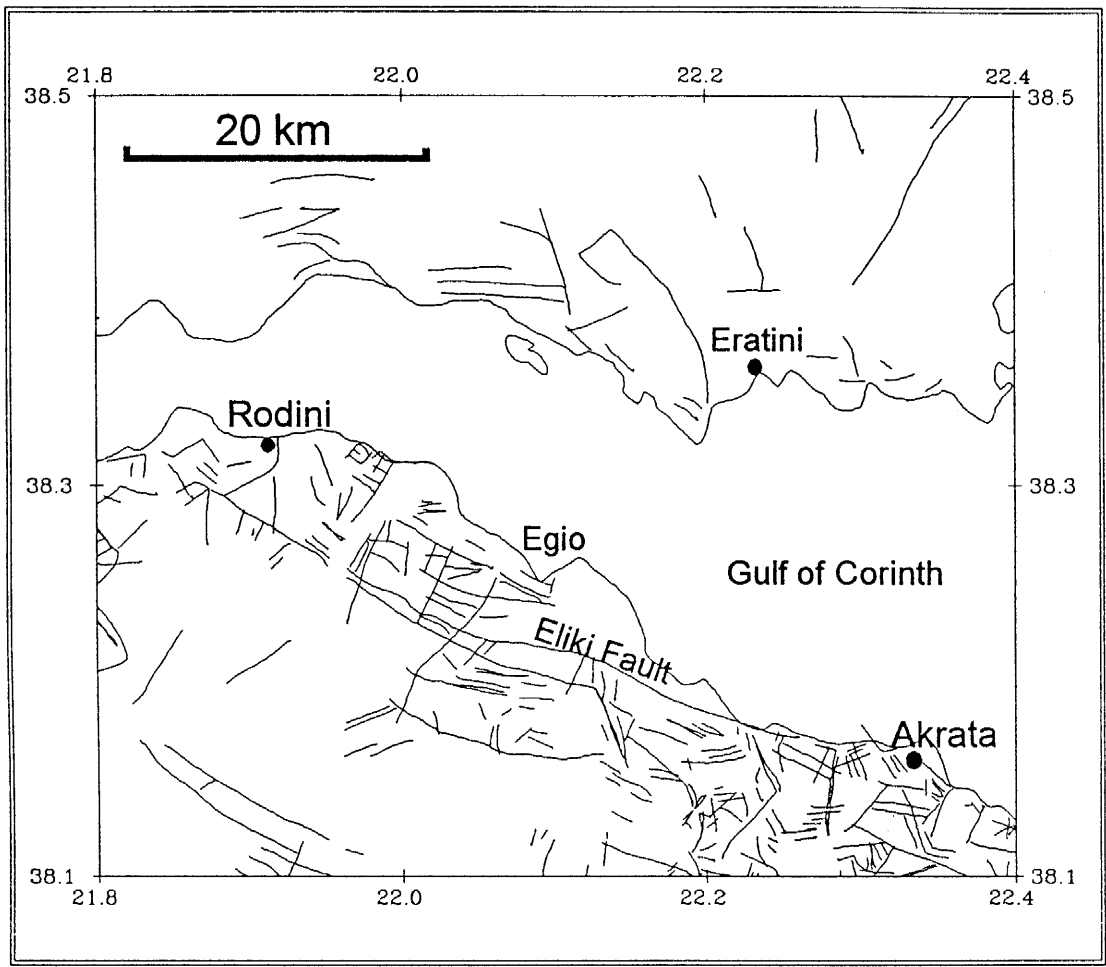 21.8 22.0 22.2 22.4
38.5 38.5
20 km
Eratini
Rodini
38.3 38.3
Egio
Gulf of Corinth
Eliki Fault
Akrata
38.1 38.1
21.8 22.0 22.2 22.4